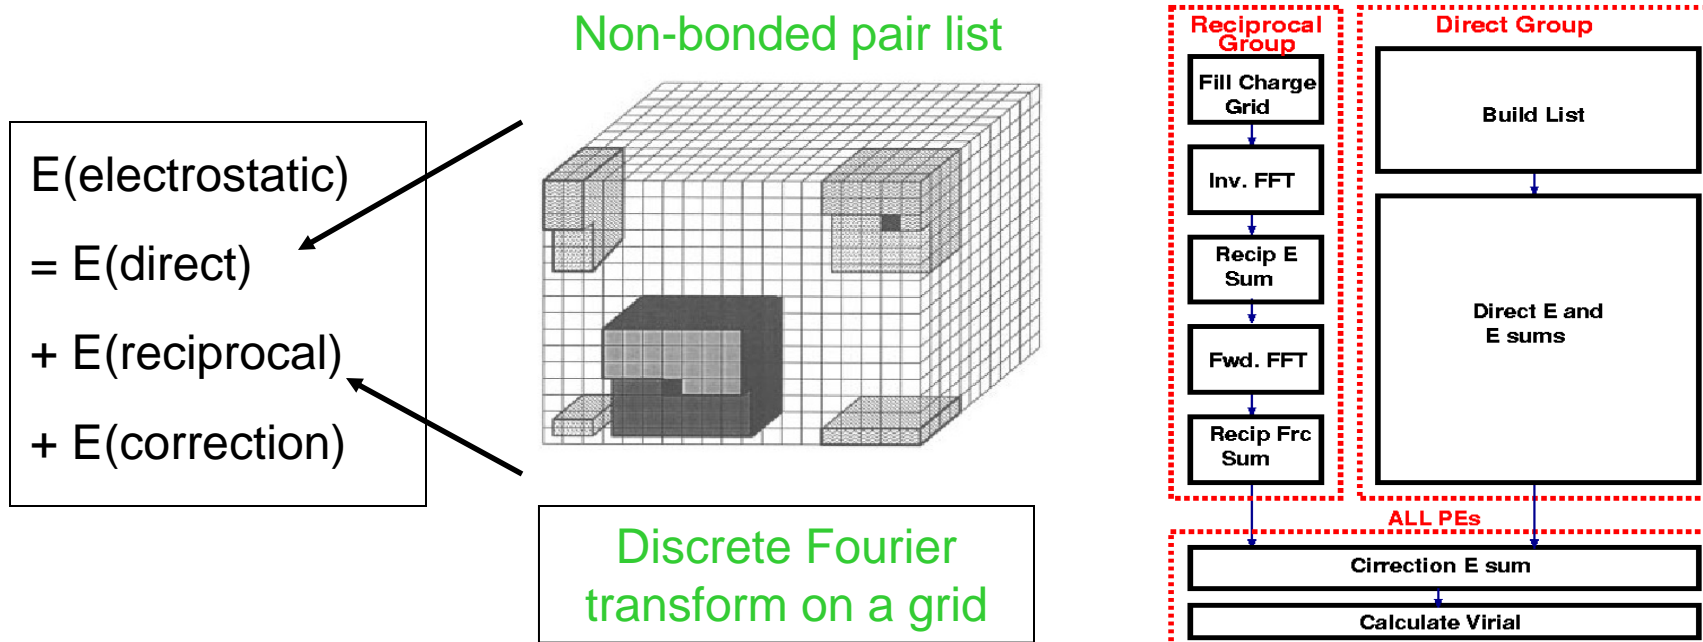 Non-bonded pair list
E(electrostatic)
= E(direct)
+ E(reciprocal)
+ E(correction)
Discrete Fourier
transform on a grid
Reciprocal
Group
Fill Charge
Grid
Inv. FFT
Recip E
Sum
Fwd. FFT
Recip Frc
Sum
Direct Group
Build List
Direct E and
E sums
ALL PEs
Cirrection E sum
Calculate Virial